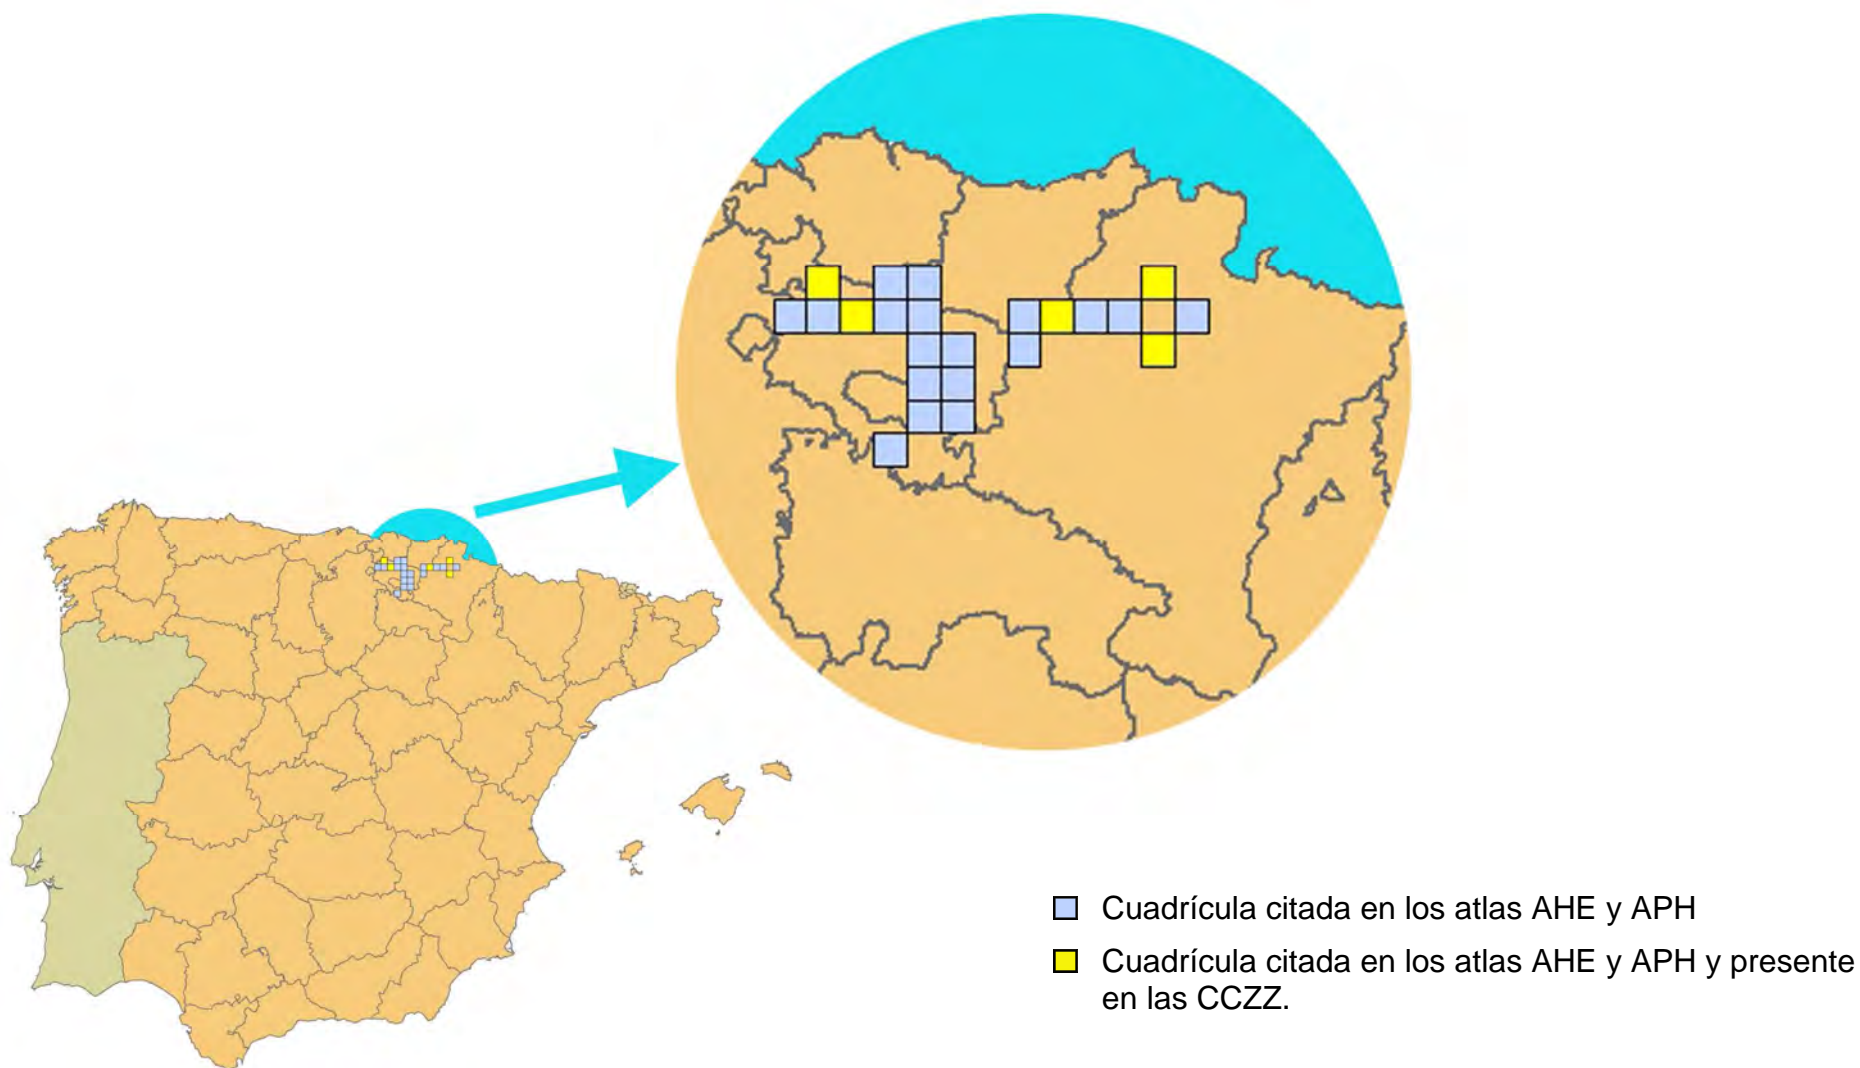 Cuadrícula citada en los atlas AHE y APH
Cuadrícula citada en los atlas AHE y APH y presente
en las CCZZ.